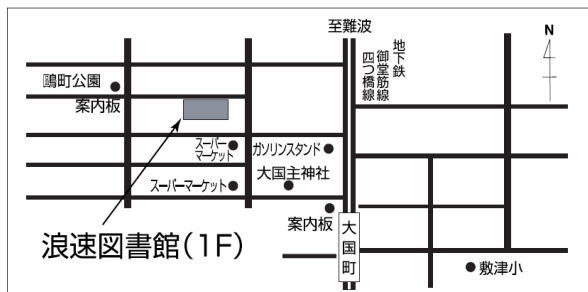 至難波
N
地下鉄
御堂筋線
四つ橋線
鴎町公園
案内板
スーパー
マーケット
ガソリンスタンド
大国主神社
スーパーマーケット
案内板
大国町
浪速図書館(1F)
敷津小